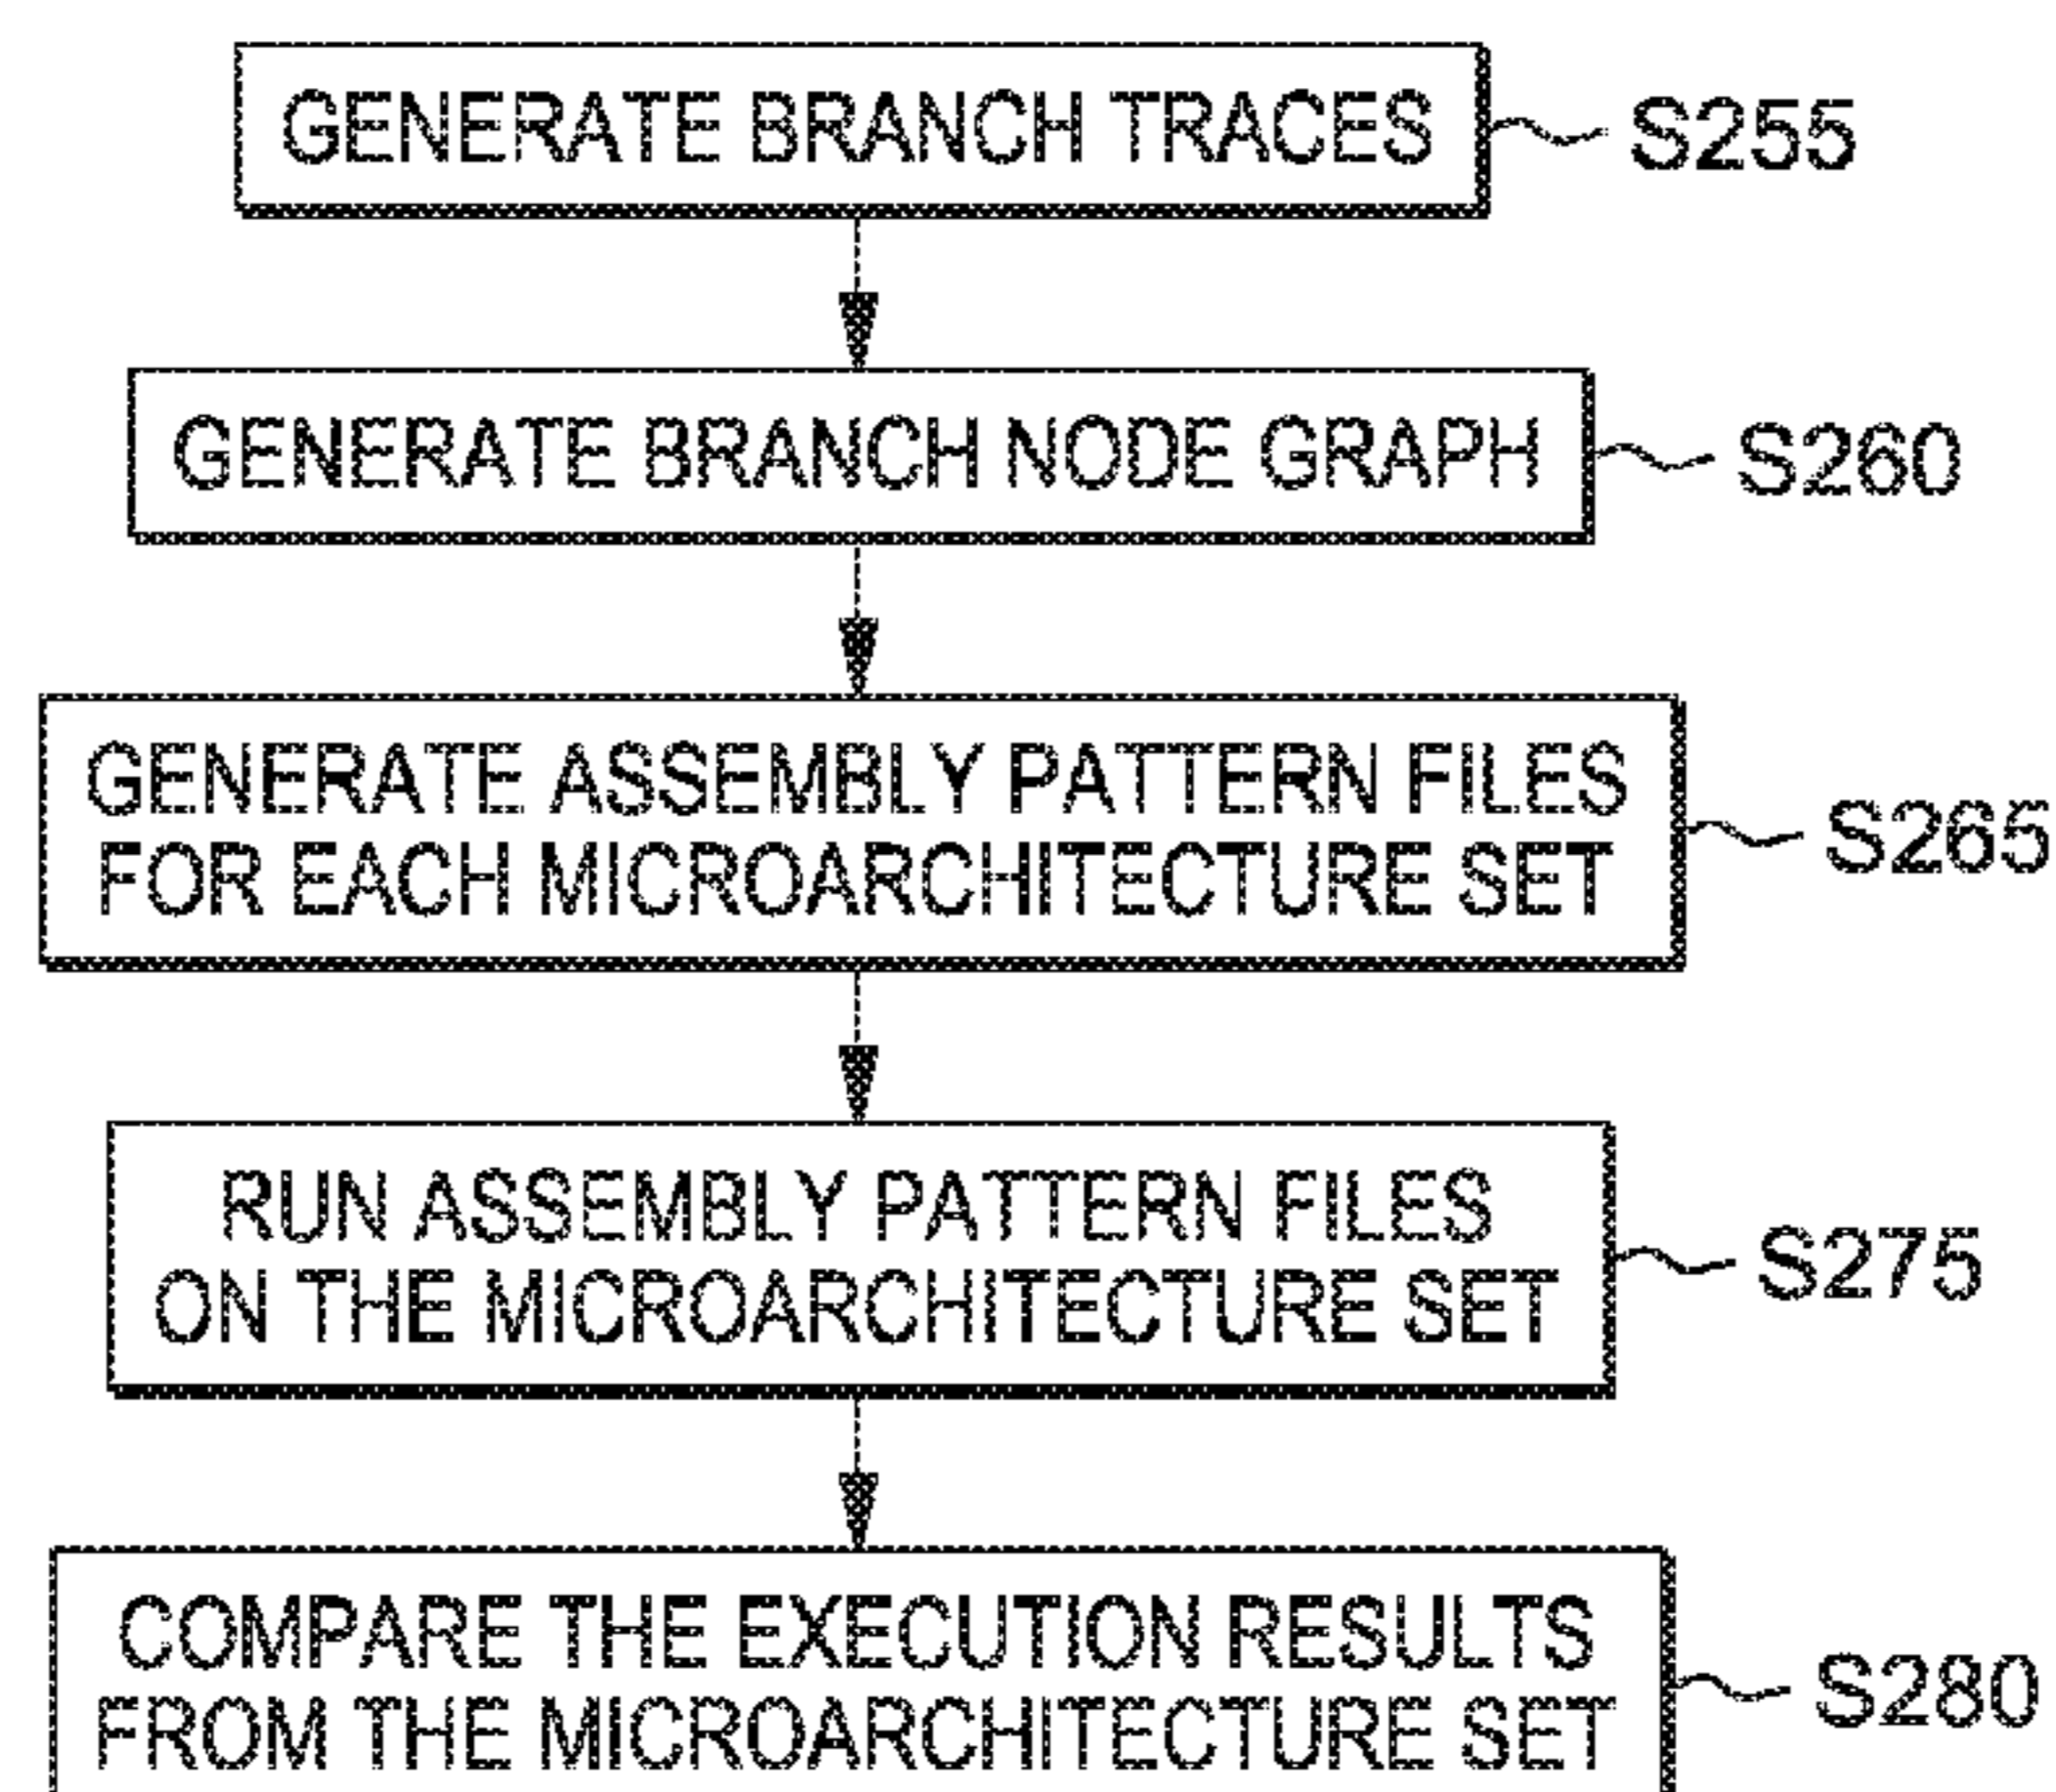 GENERATE BRANCH TRACES
S255
GENERATE BRANCH NODE GRAPH
S260
GENERATE ASSEMBLY PATTERN FILES
FOR EACH MICROARCHITECTURE SET
S265
RUN ASSEMBLY PATTERN FILES
ON THE MICROARCHITECTURE SET
S275
COMPARE THE EXECUTION RESULTS
FROM THE MICROARCHITECTURE SET
S280